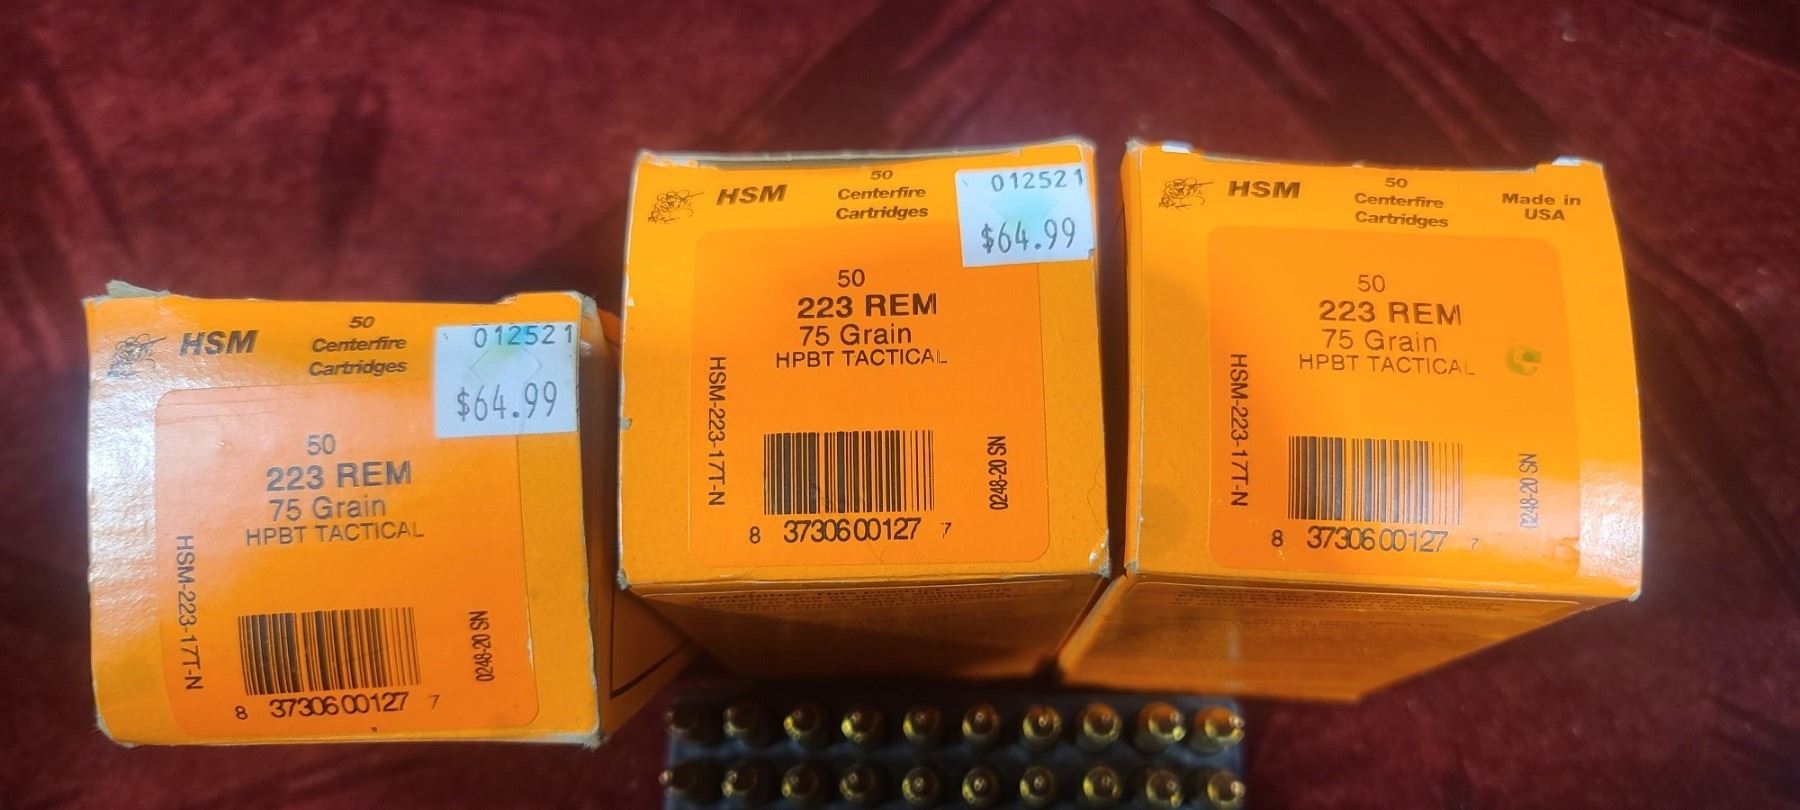 HSM
50
Centerfire
Cartridges
012521
$64.99
50
223 REM
75 Grain
HPBT TACTICAL
HSM-223-17T-N
0248-20 SN
8 37306 00127 7
HSM
50
Centerfire
Cartridges
012521
$64.99
50
223 REM
75 Grain
HPBT TACTICAL
HSM-223-17T-N
0248-20 SN
8 37306 00127 7
HSM
50
Centerfire
Cartridges
Made in
USA
50
223 REM
75 Grain
HPBT TACTICAL
HSM-223-17T-N
0248-20 SN
8 37306 00127 7